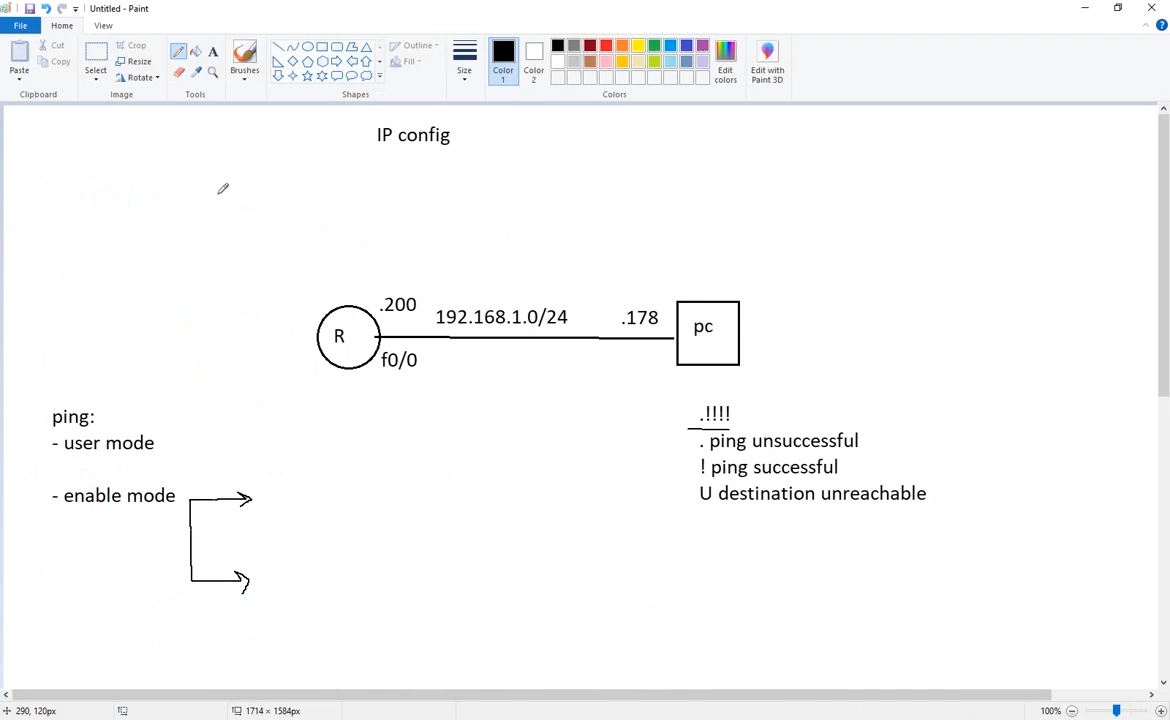 Untitled - Paint
File
Home
View
Paste
Cut
Copy
Clipboard
Select
Crop
Resize
Rotate
Image
A
Tools
Brushes
Outline
Fill
Shapes
Size
Color 1
Color 2
Edit colors
Colors
Edit with Paint 3D
IP config
.200
192.168.1.0/24
.178
R
pc
f0/0
ping:
- user mode
- enable mode
.!!!!
. ping unsuccessful
! ping successful
U destination unreachable
290, 120px
1714 × 1584px
100%